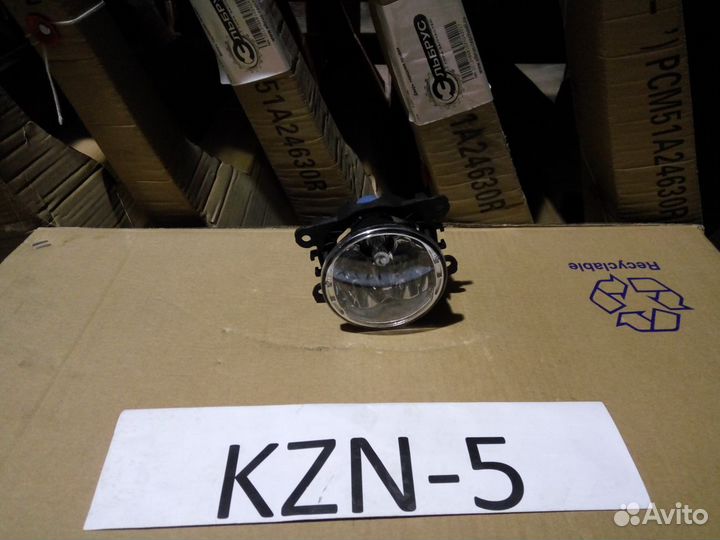 ЭЛЬБРУС
ЭЛЬБРУС
51A24630R
1A24630R
PCM51A24630R
Recyclable
KZN-5
Avito